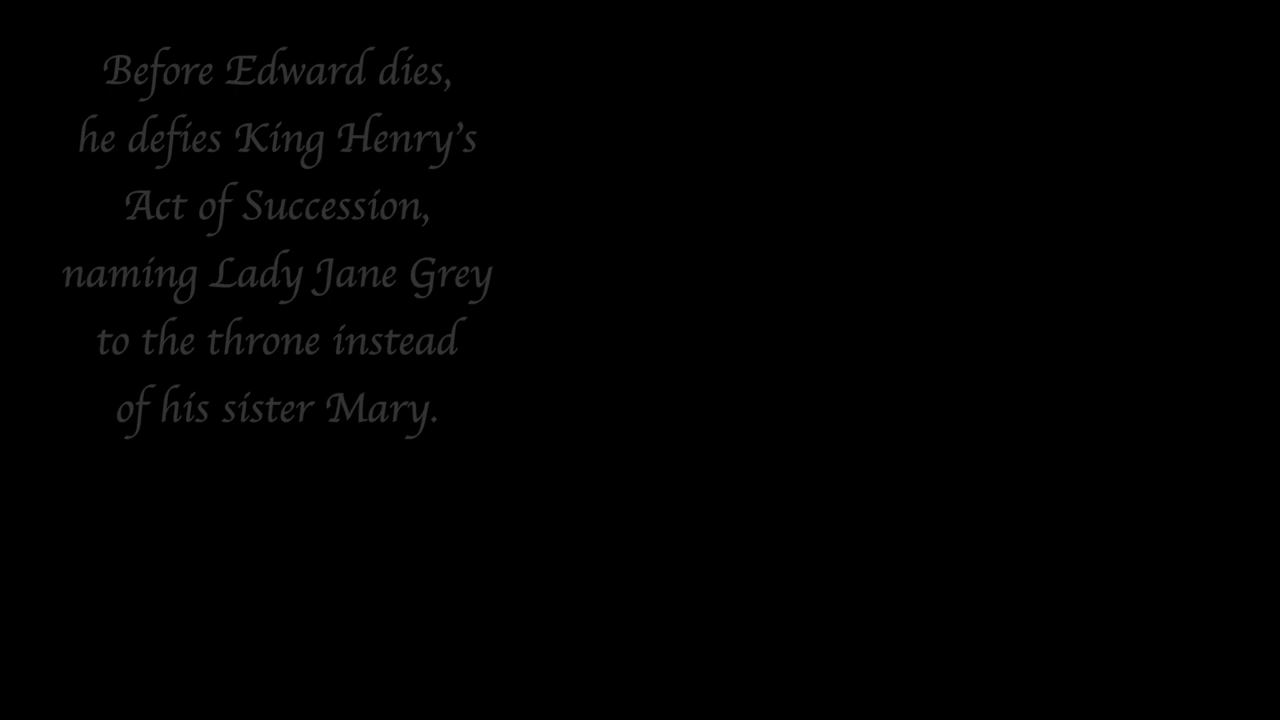 Before Edward dies,
he defies King Henry's
Act of Succession,
naming Lady Jane Grey
to the throne instead
of his sister Mary.